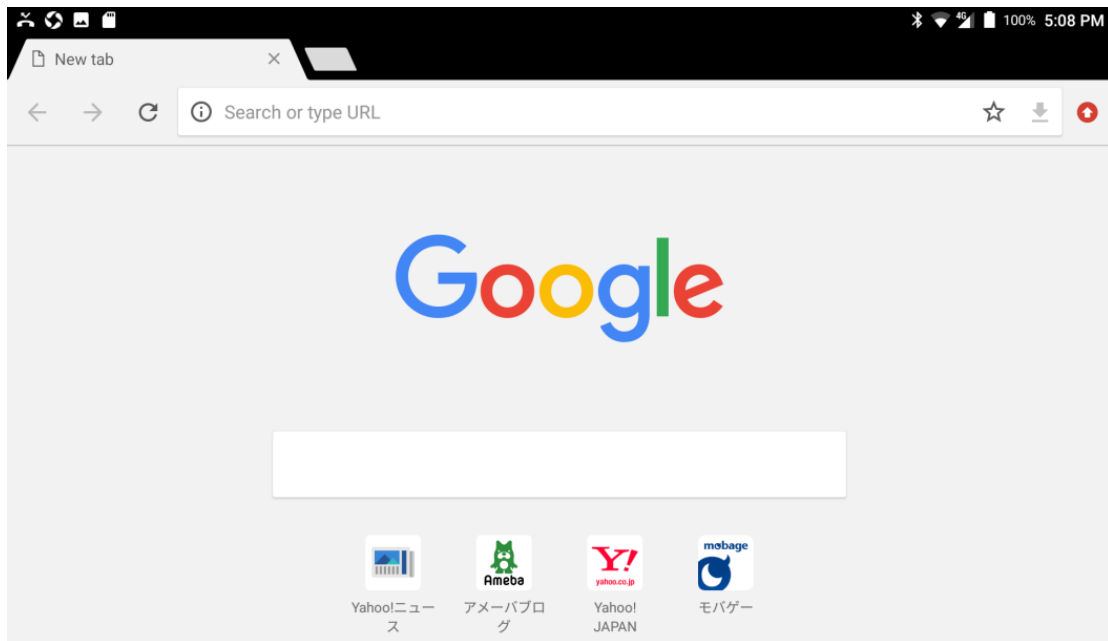 4G 100% 5:08 PM
New tab
Search or type URL
Google
Ameba
Y!
yahoo.co.jp
mobage
Yahoo!ニュー
ス
アメーバブロ
グ
Yahoo!
JAPAN
モバゲー